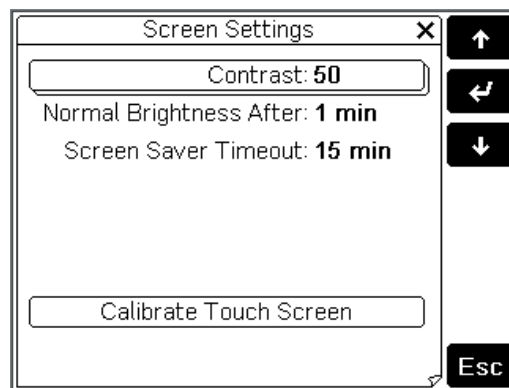 Screen Settings
Contrast: 50
Normal Brightness After: 1 min
Screen Saver Timeout: 15 min
Calibrate Touch Screen
Esc